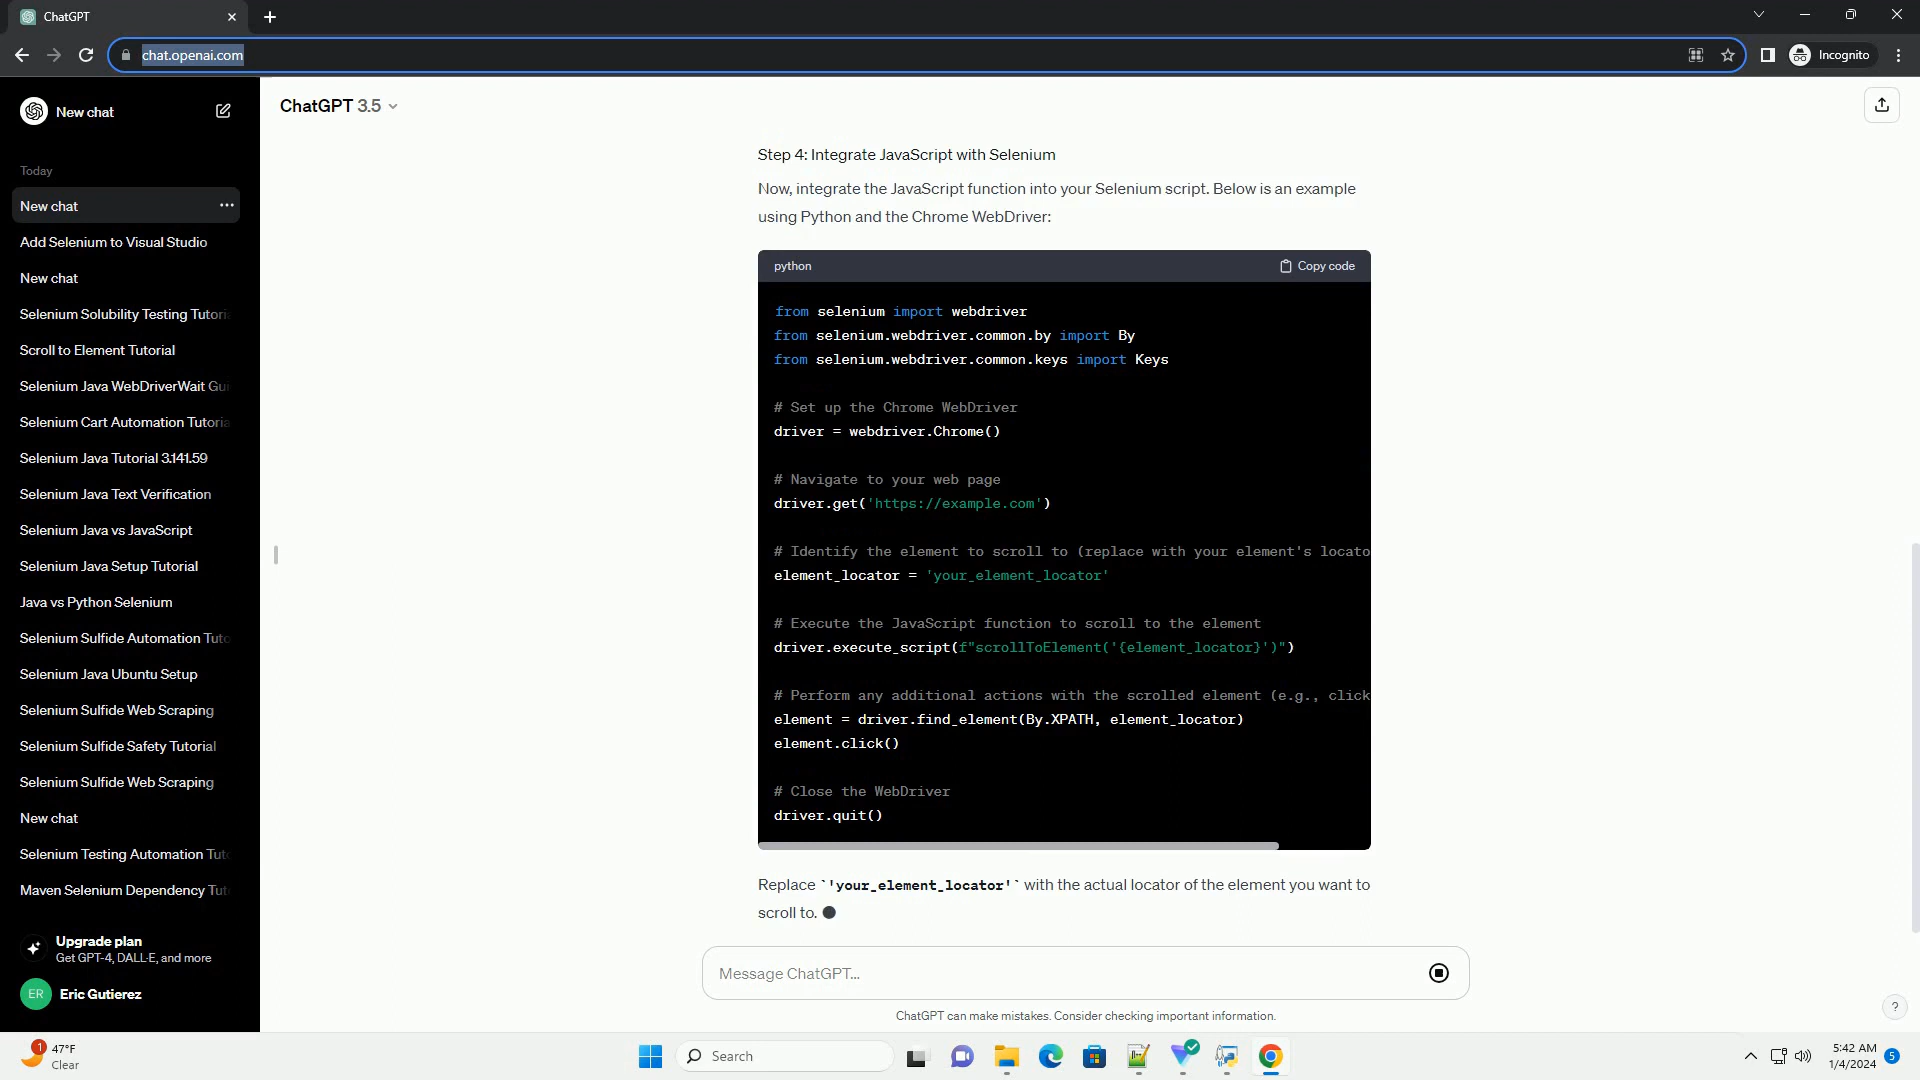 ChatGPT
chat.openai.com
Incognito
New chat
ChatGPT 3.5
Today
New chat
Add Selenium to Visual Studio
New chat
Selenium Solubility Testing Tutori
Scroll to Element Tutorial
Selenium Java WebDriverWait Gui
Selenium Cart Automation Tutoria
Selenium Java Tutorial 3.141.59
Selenium Java Text Verification
Selenium Java vs JavaScript
Selenium Java Setup Tutorial
Java vs Python Selenium
Selenium Sulfide Automation Tuto
Selenium Java Ubuntu Setup
Selenium Sulfide Web Scraping
Selenium Sulfide Safety Tutorial
Selenium Sulfide Web Scraping
New chat
Selenium Testing Automation Tuto
Maven Selenium Dependency Tut
Upgrade plan
Get GPT-4, DALL·E, and more
ER
Eric Gutierez
Step 4: Integrate JavaScript with Selenium
Now, integrate the JavaScript function into your Selenium script. Below is an example
using Python and the Chrome WebDriver:
python
Copy code
from selenium import webdriver
from selenium.webdriver.common.by import By
from selenium.webdriver.common.keys import Keys
# Set up the Chrome WebDriver
driver = webdriver.Chrome()
# Navigate to your web page
driver.get('https://example.com')
# Identify the element to scroll to (replace with your element's locato
element_locator = 'your_element_locator'
# Execute the JavaScript function to scroll to the element
driver.execute_script(f"scrollToElement('{element_locator}')")
# Perform any additional actions with the scrolled element (e.g., click
element = driver.find_element(By.XPATH, element_locator)
element.click()
# Close the WebDriver
driver.quit()
Replace `'your_element_locator'` with the actual locator of the element you want to
scroll to.
Message ChatGPT...
ChatGPT can make mistakes. Consider checking important information.
?
1
47°F
Clear
Search
5:42 AM
1/4/2024
5